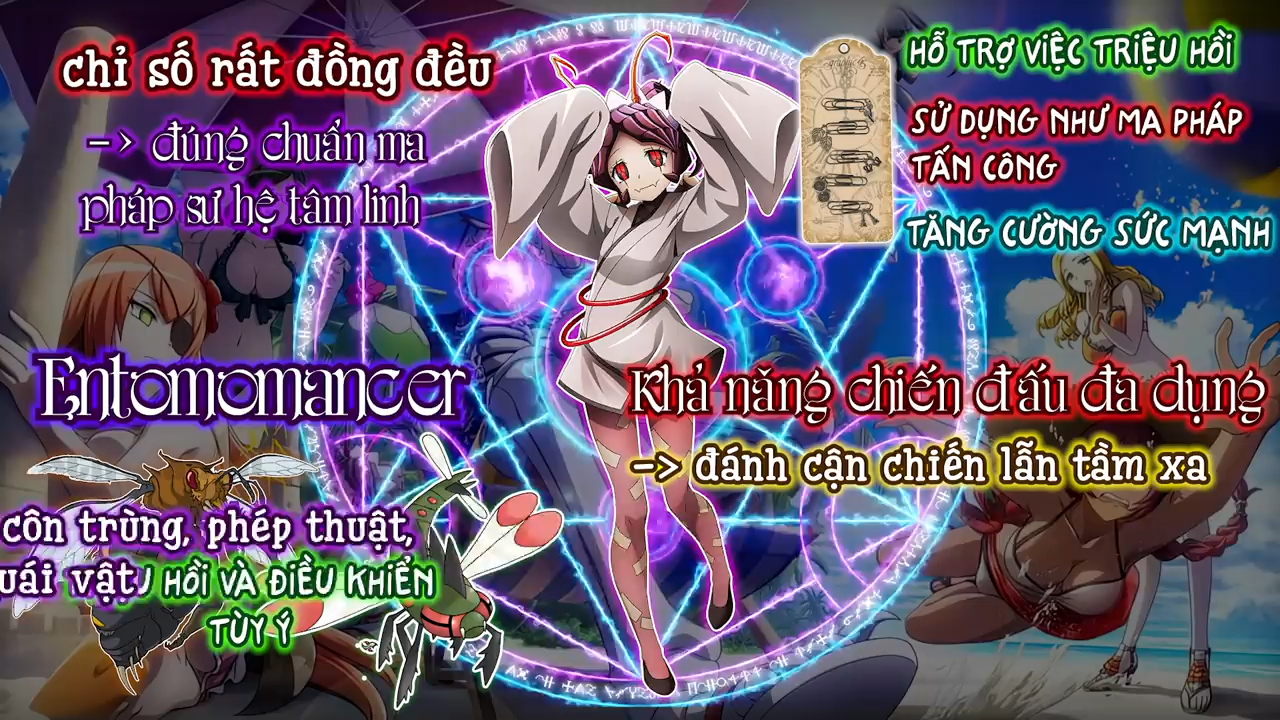 chỉ số rất đồng đều
-> đúng chuẩn ma
pháp sư hệ tâm linh
HỖ TRỢ VIỆC TRIỆU HỒI
SỬ DỤNG NHƯ MA PHÁP
TẤN CÔNG
TĂNG CƯỜNG SỨC MẠNH
Entomomancer
Khả năng chiến đấu đa dụng
-> đánh cận chiến lẫn tầm xa
côn trùng, phép thuật,
uái vật HỒI VÀ ĐIỀU KHIỂN
TÙY Ý